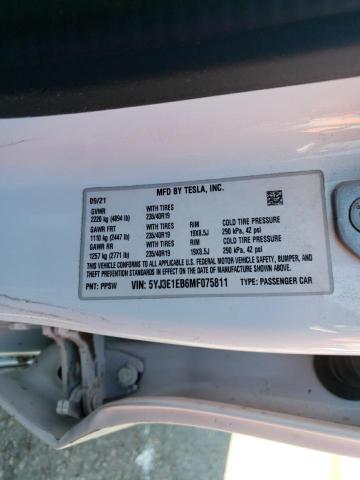 MFD BY TESLA, INC.
09/21
GVWR WITH TIRES
2220 kg (4894 lb) 235/40R19
GAWR FRT WITH TIRES RIM COLD TIRE PRESSURE
1110 kg (2447 lb) 235/40R19 19X8.5J 290 kPa, 42 psi
GAWR RR WITH TIRES RIM COLD TIRE PRESSURE
1257 kg (2771 lb) 235/40R19 19X8.5J 290 kPa, 42 psi
THIS VEHICLE CONFORMS TO ALL APPLICABLE FEDERAL MOTOR VEHICLE SAFETY, BUMPER, AND
THEFT PREVENTION STANDARDS IN EFFECT ON THE DATE OF MANUFACTURE SHOWN ABOVE.
PNT: PPSW VIN: 5YJ3E1EB6MF075811 TYPE: PASSENGER CAR